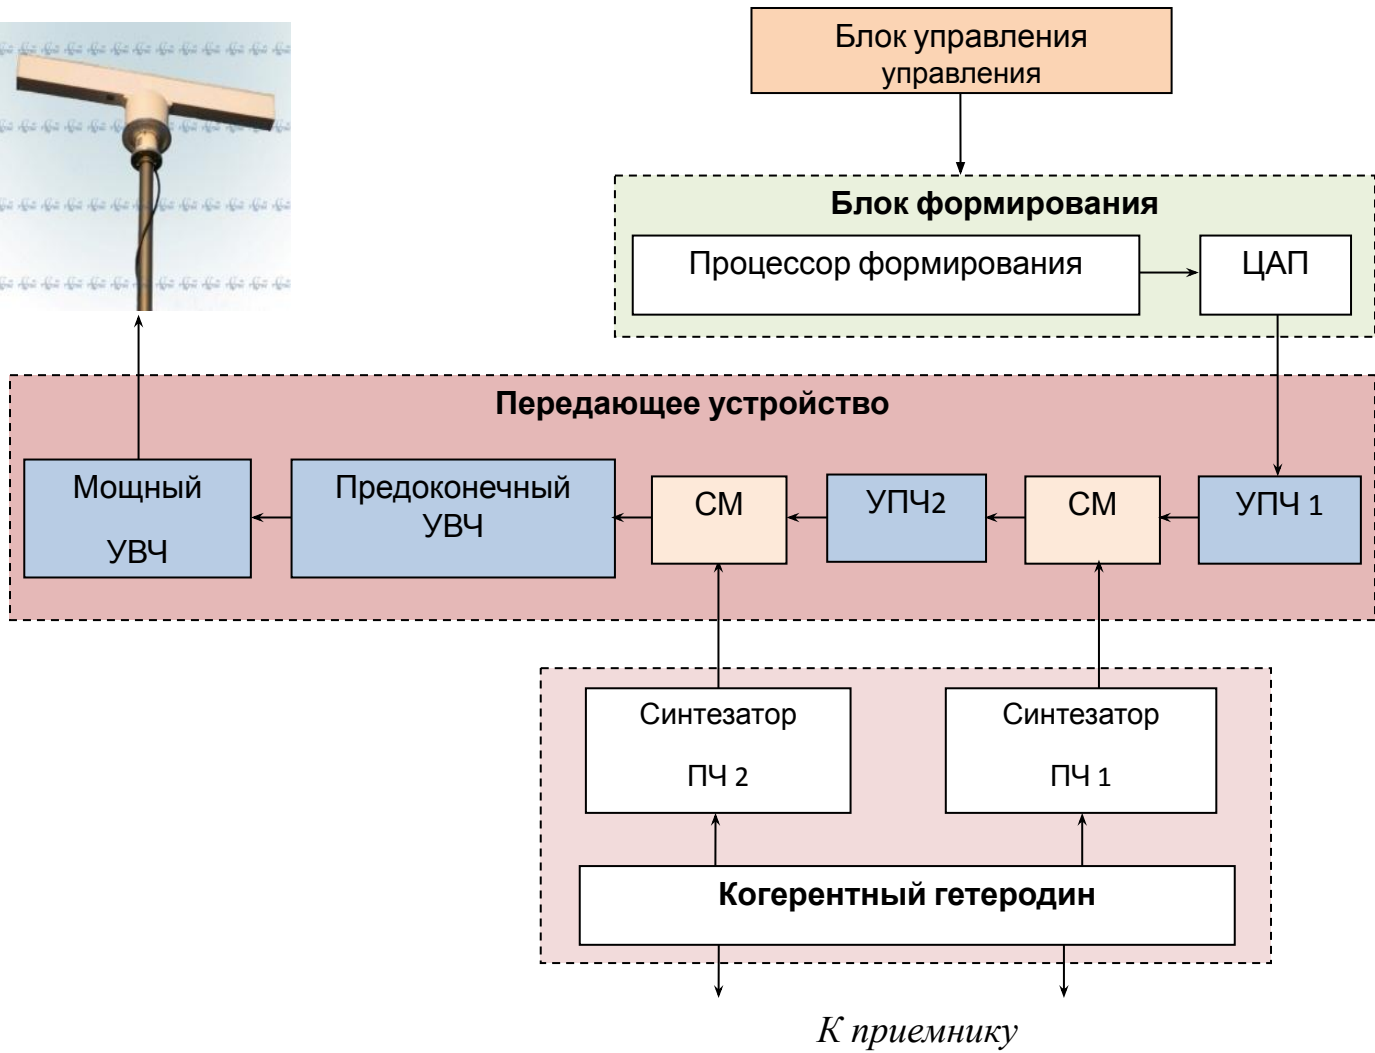 Блок управления
управления
Блок формирования
Процессор формирования
ЦАП
Передающее устройство
Мощный
УВЧ
Предоконечный
УВЧ
СМ
УПЧ2
СМ
УПЧ 1
Синтезатор
ПЧ 2
Синтезатор
ПЧ 1
Когерентный гетеродин
К приемнику